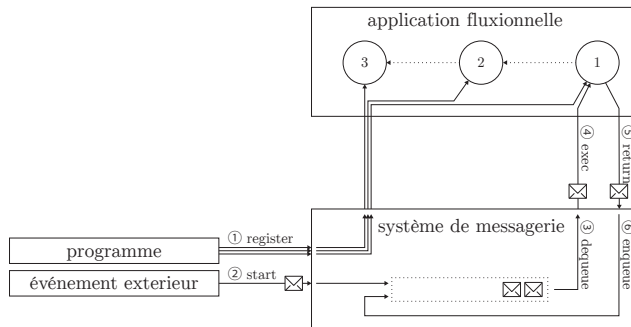 application fluxionnelle
3
2
1
④ exec
⑤ return
① register
système de messagerie
programme
③ dequeue
⑥ enqueue
② start
événement exterieur